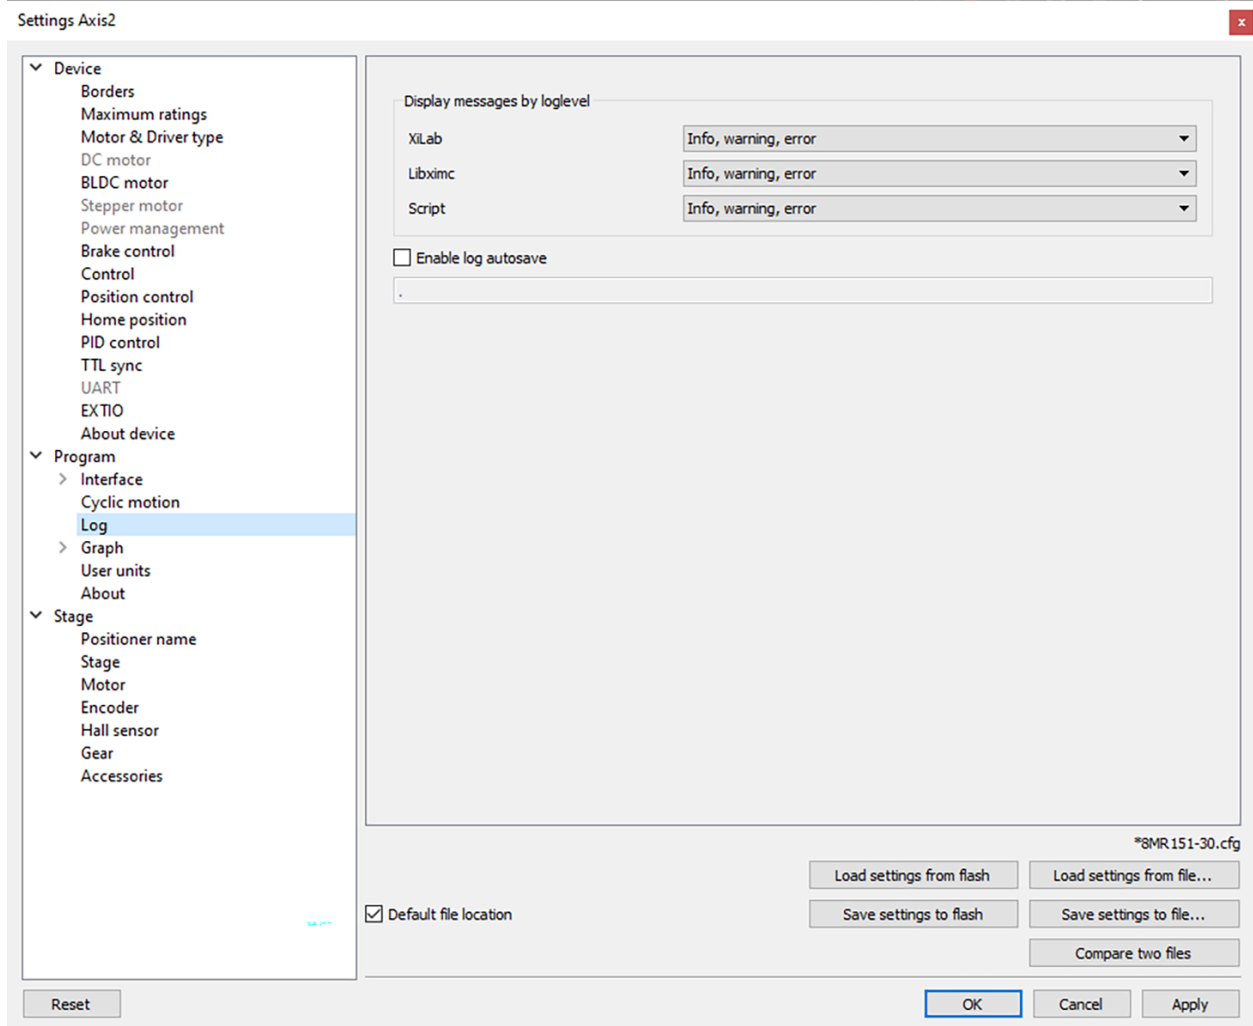 Settings Axis2
x
Device
Borders
Maximum ratings
Motor & Driver type
DC motor
BLDC motor
Stepper motor
Power management
Brake control
Control
Position control
Home position
PID control
TTL sync
UART
EXTIO
About device
Program
Interface
Cyclic motion
Log
Graph
User units
About
Stage
Positioner name
Stage
Motor
Encoder
Hall sensor
Gear
Accessories
Display messages by loglevel
XiLab Info, warning, error
Libximc Info, warning, error
Script Info, warning, error
Enable log autosave
.
*8MR151-30.cfg
Load settings from flash Load settings from file...
Default file location Save settings to flash Save settings to file...
Compare two files
Reset OK Cancel Apply